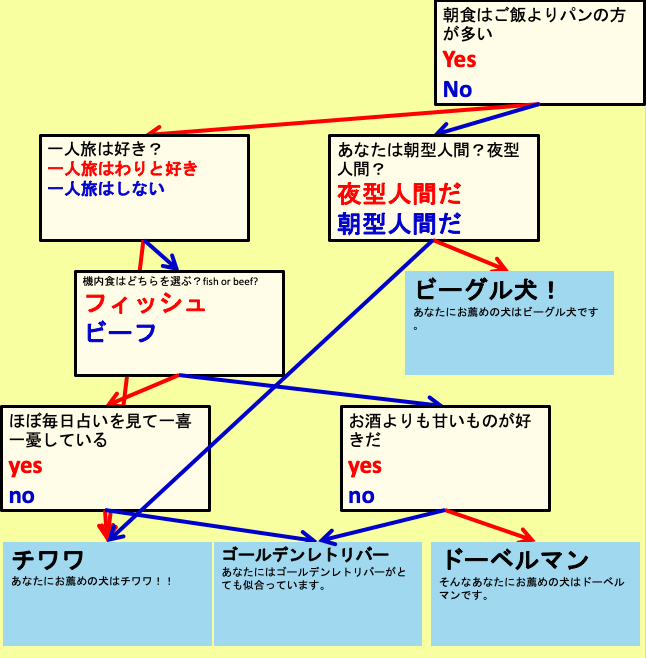 朝食はご飯よりパンの方
が多い
Yes
No
一人旅は好き？
一人旅はわりと好き
一人旅はしない
あなたは朝型人間？夜型
人間？
夜型人間だ
朝型人間だ
機内食はどちらを選ぶ？fish or beef?
フィッシュ
ビーフ
ビーグル犬！
あなたにお薦めの犬はビーグル犬です
。
ほぼ毎日占いを見て一喜
一憂している
yes
no
お酒よりも甘いものが好
きだ
yes
no
チワワ
あなたにお薦めの犬はチワワ！！
ゴールデンレトリバー
あなたにはゴールデンレトリバーがと
ても似合っています。
ドーベルマン
そんなあなたにお薦めの犬はドーベル
マンです。